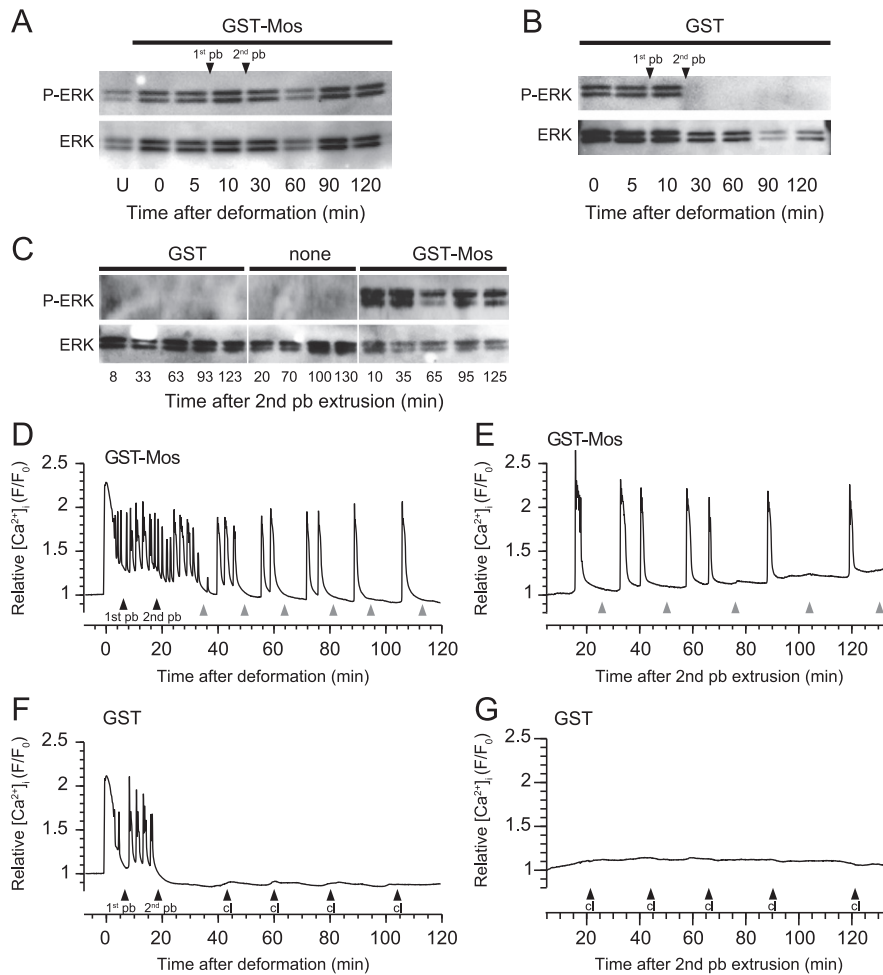 A
GST-Mos
1st pb
2nd pb
P-ERK
ERK
U 0 5 10 30 60 90 120
Time after deformation (min)
B
GST
1st pb
2nd pb
P-ERK
ERK
0 5 10 30 60 90 120
Time after deformation (min)
C
GST
none
GST-Mos
P-ERK
ERK
8 33 63 93 123 20 70 100 130 10 35 65 95 125
Time after 2nd pb extrusion (min)
D
GST-Mos
2.5
2
1.5
1
Relative [Ca²⁺]i (F/F₀)
1st pb
2nd pb
0 20 40 60 80 100 120
Time after deformation (min)
E
GST-Mos
2.5
2
1.5
1
Relative [Ca²⁺]i (F/F₀)
20 40 60 80 100 120
Time after 2nd pb extrusion (min)
F
GST
2.5
2
1.5
1
Relative [Ca²⁺]i (F/F₀)
1st pb
2nd pb
cl cl cl cl
0 20 40 60 80 100 120
Time after deformation (min)
G
GST
2.5
2
1.5
1
Relative [Ca²⁺]i (F/F₀)
cl cl cl cl cl
20 40 60 80 100 120
Time after 2nd pb extrusion (min)